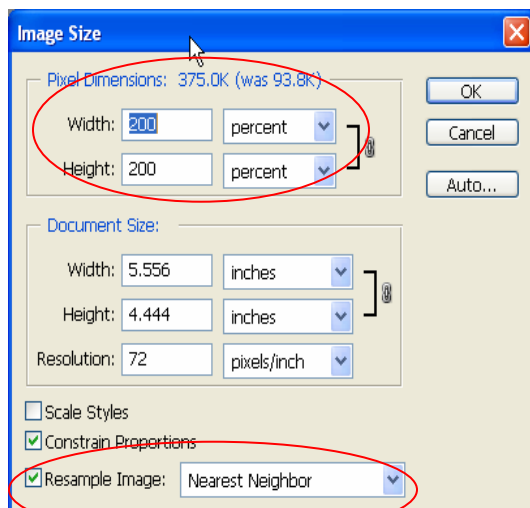 Image Size
Pixel Dimensions: 375.0K (was 93.8K)
OK
Width: 200 percent
Cancel
Height: 200 percent
Auto...
Document Size:
Width: 5.556 inches
Height: 4.444 inches
Resolution: 72 pixels/inch
Scale Styles
Constrain Proportions
Resample Image: Nearest Neighbor